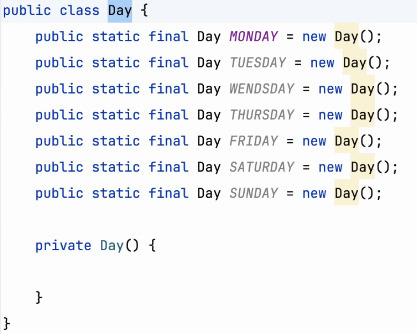 public class Day {
public static final Day MONDAY = new Day();
public static final Day TUESDAY = new Day();
public static final Day WENDSDAY = new Day();
public static final Day THURSDAY = new Day();
public static final Day FRIDAY = new Day();
public static final Day SATURDAY = new Day();
public static final Day SUNDAY = new Day();
private Day() {
}
}